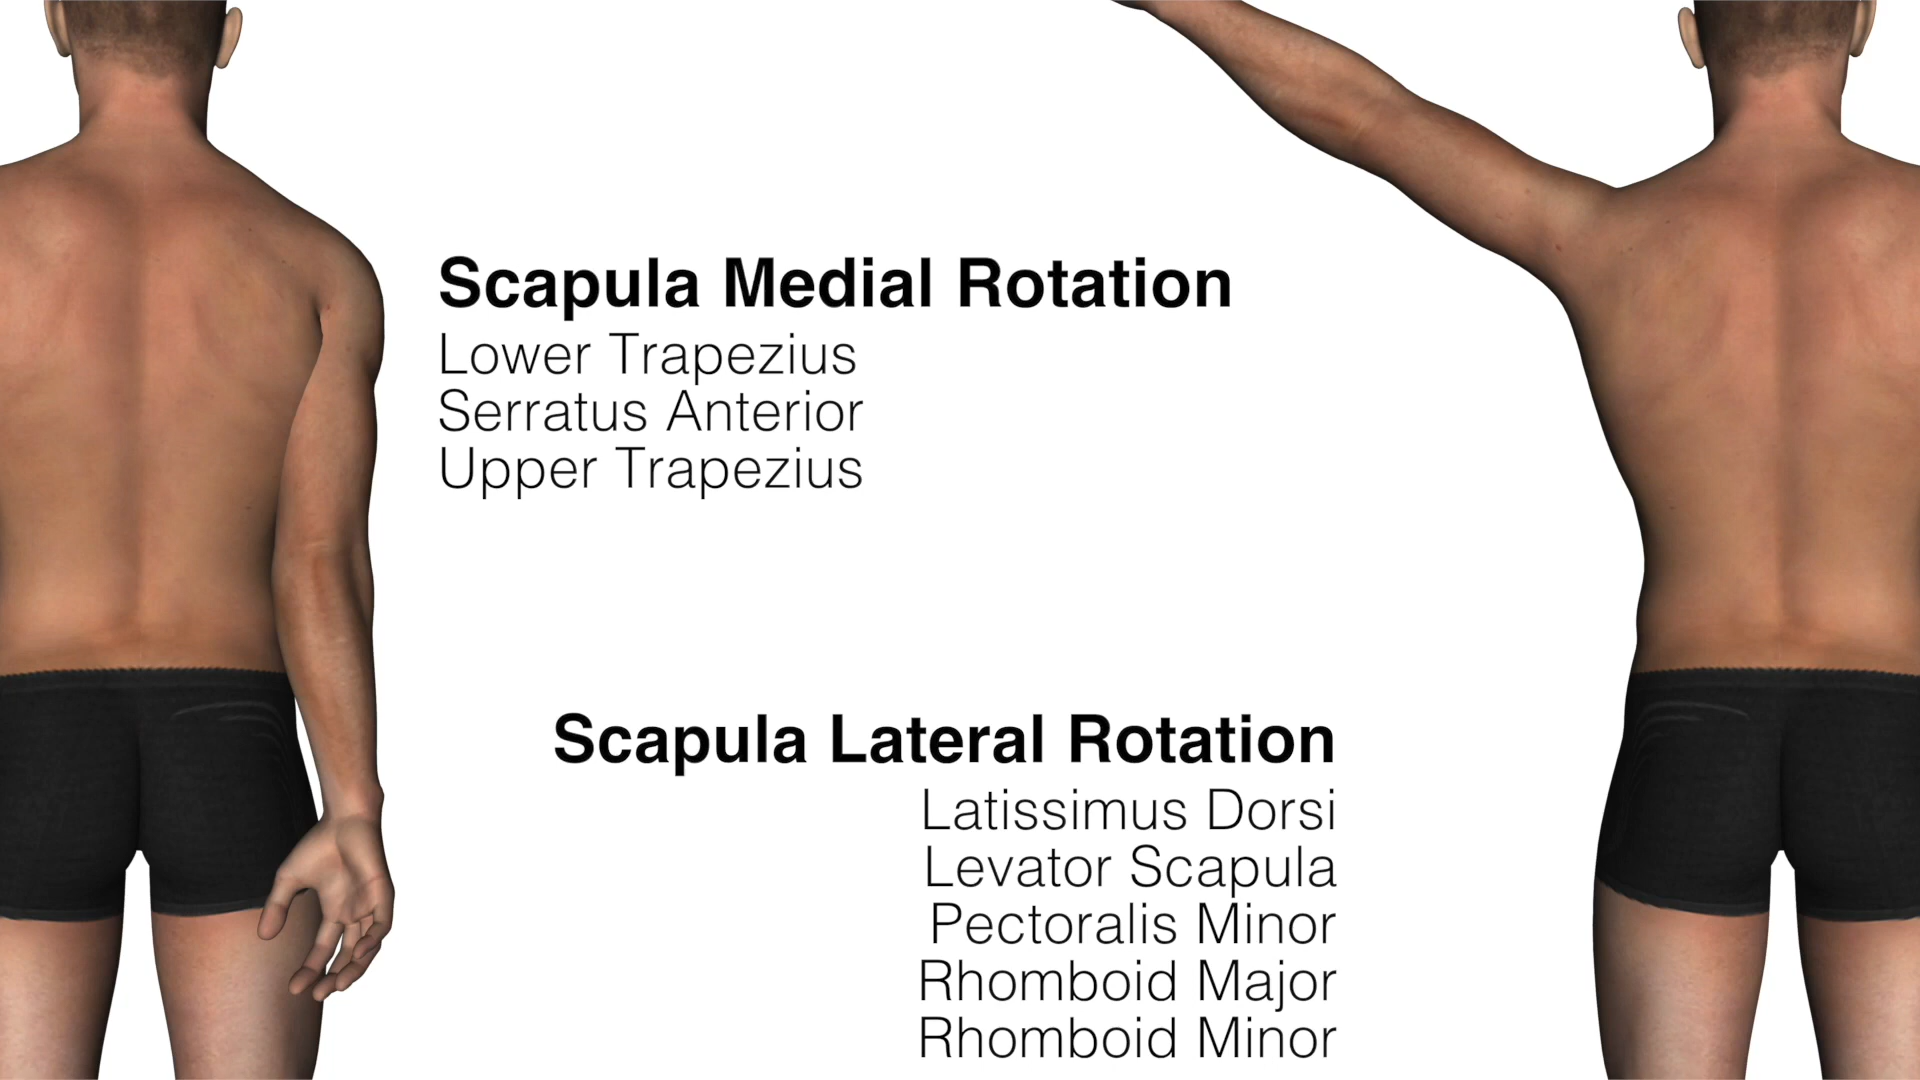 Scapula Medial Rotation
Lower Trapezius
Serratus Anterior
Upper Trapezius
Scapula Lateral Rotation
Latissimus Dorsi
Levator Scapula
Pectoralis Minor
Rhomboid Major
Rhomboid Minor